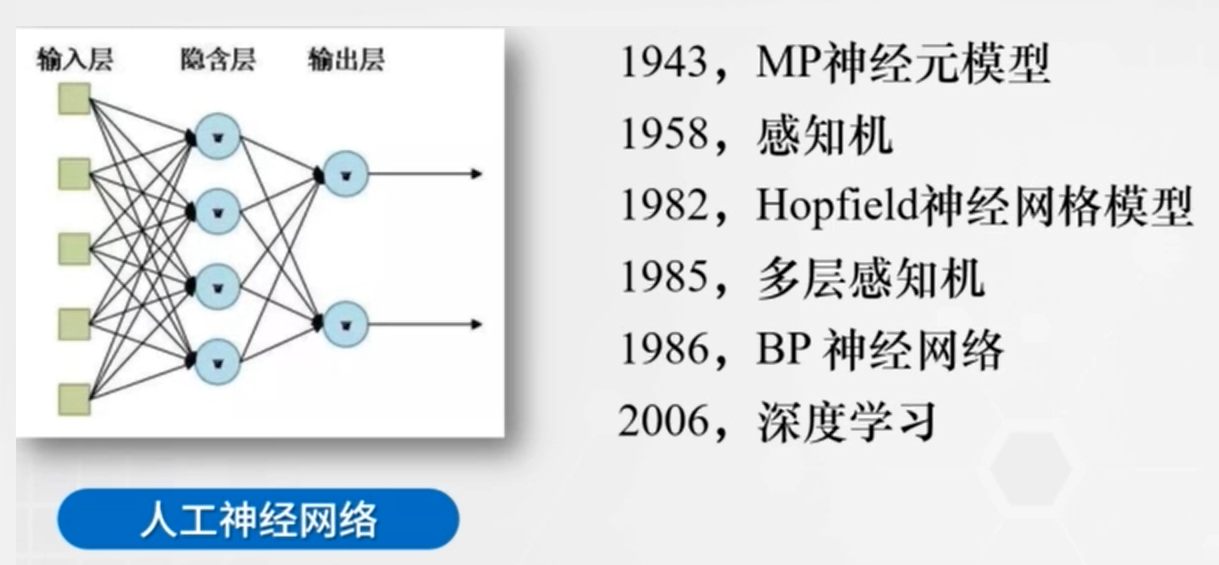 输入层 隐含层 输出层
1943，MP神经元模型
1958，感知机
1982，Hopfield神经网格模型
1985，多层感知机
1986，BP 神经网络
2006，深度学习
人工神经网络